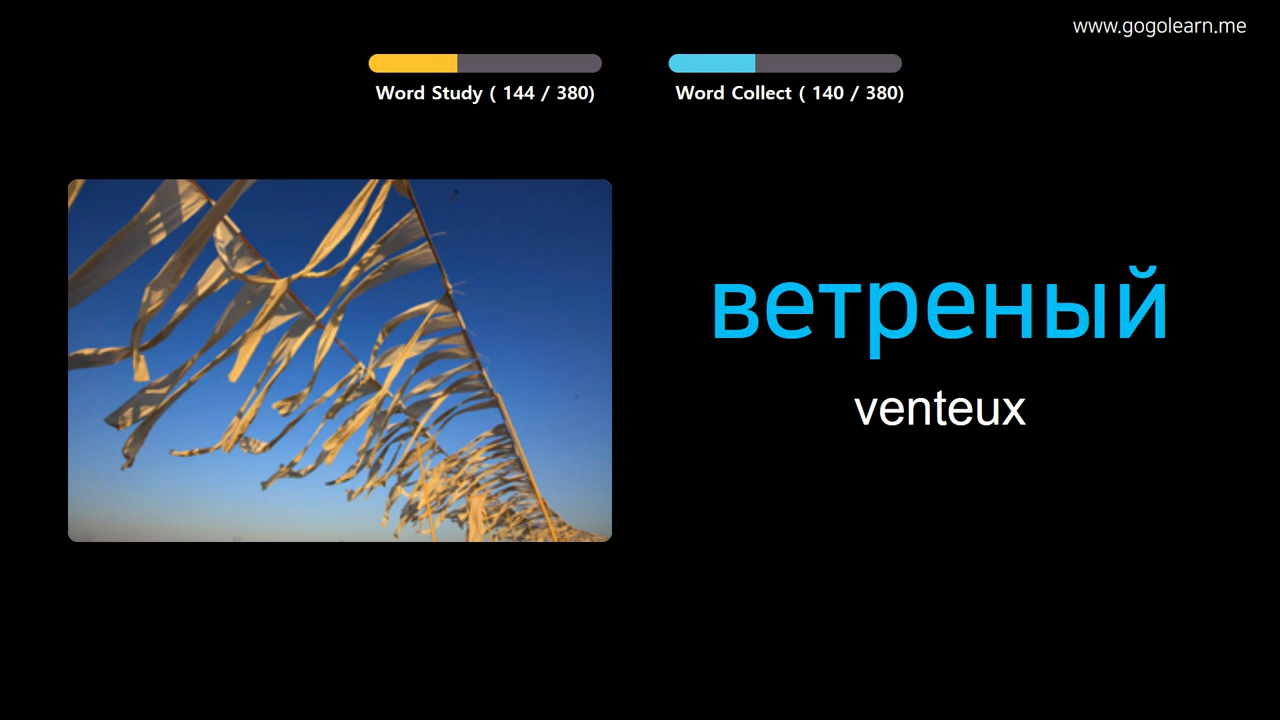 www.gogolearn.me
Word Study ( 144 / 380)
Word Collect ( 140 / 380)
ветреный
venteux